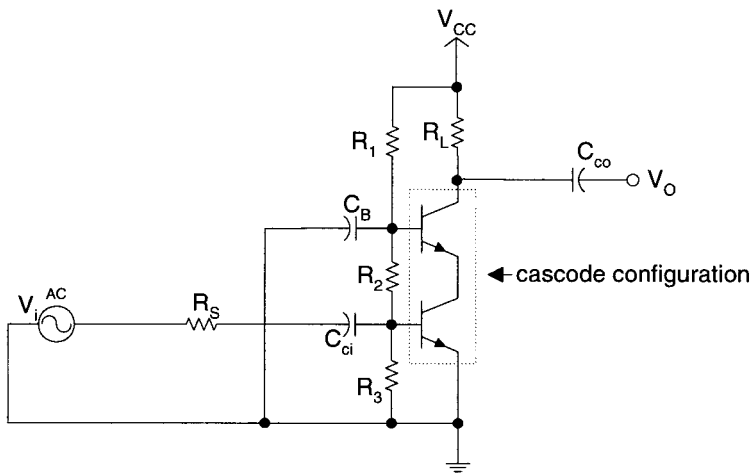 V_CC
R_1
R_L
C_co
V_O
C_B
cascode configuration
R_2
V_i
AC
R_S
C_ci
R_3